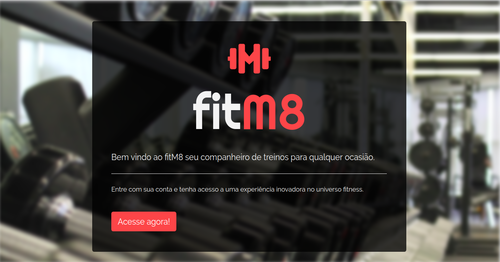 M
fitM8
Bem vindo ao fitM8 seu companheiro de treinos para qualquer ocasião.
Entre com sua conta e tenha acesso a uma experiência inovadora no universo fitness.
Acesse agora!